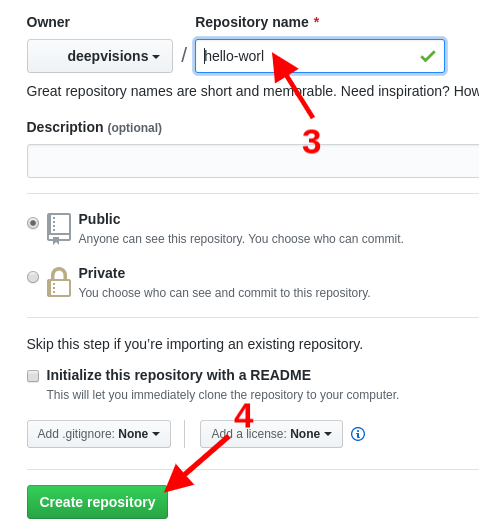 Owner Repository name *
deepvisions / hello-worl
Great repository names are short and memorable. Need inspiration? How
3
Description (optional)
Public
Anyone can see this repository. You choose who can commit.
Private
You choose who can see and commit to this repository.
Skip this step if you’re importing an existing repository.
Initialize this repository with a README
This will let you immediately clone the repository to your computer.
4
Add .gitignore: None Add a license: None
Create repository